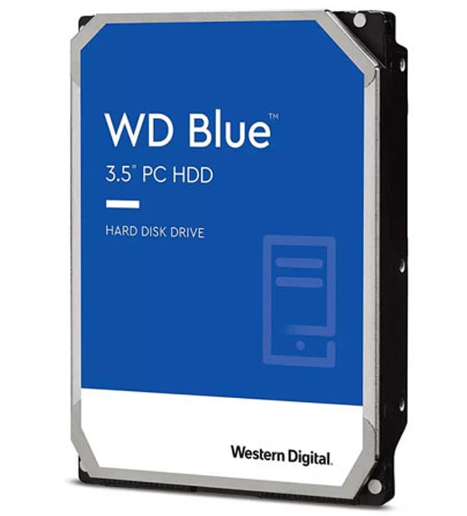 WD Blue™
3.5" PC HDD
HARD DISK DRIVE
Western Digital.